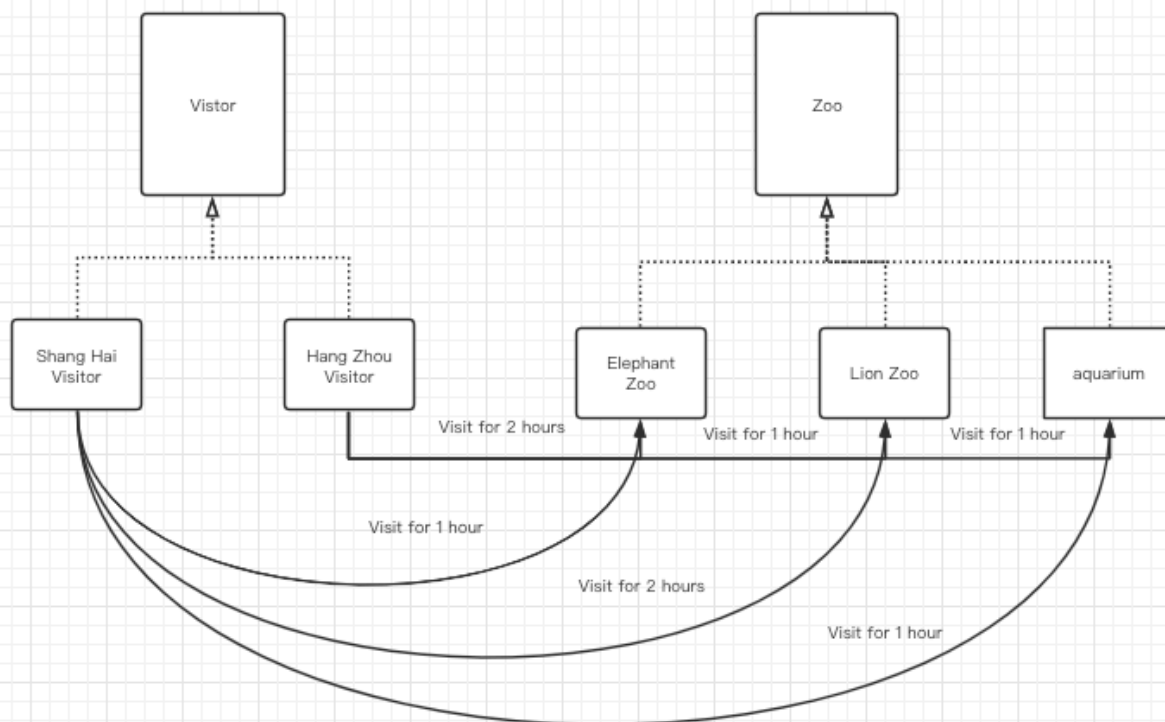 Vistor
Zoo
Shang Hai
Visitor
Hang Zhou
Visitor
Elephant
Zoo
Lion Zoo
aquarium
Visit for 2 hours
Visit for 1 hour
Visit for 1 hour
Visit for 1 hour
Visit for 2 hours
Visit for 1 hour